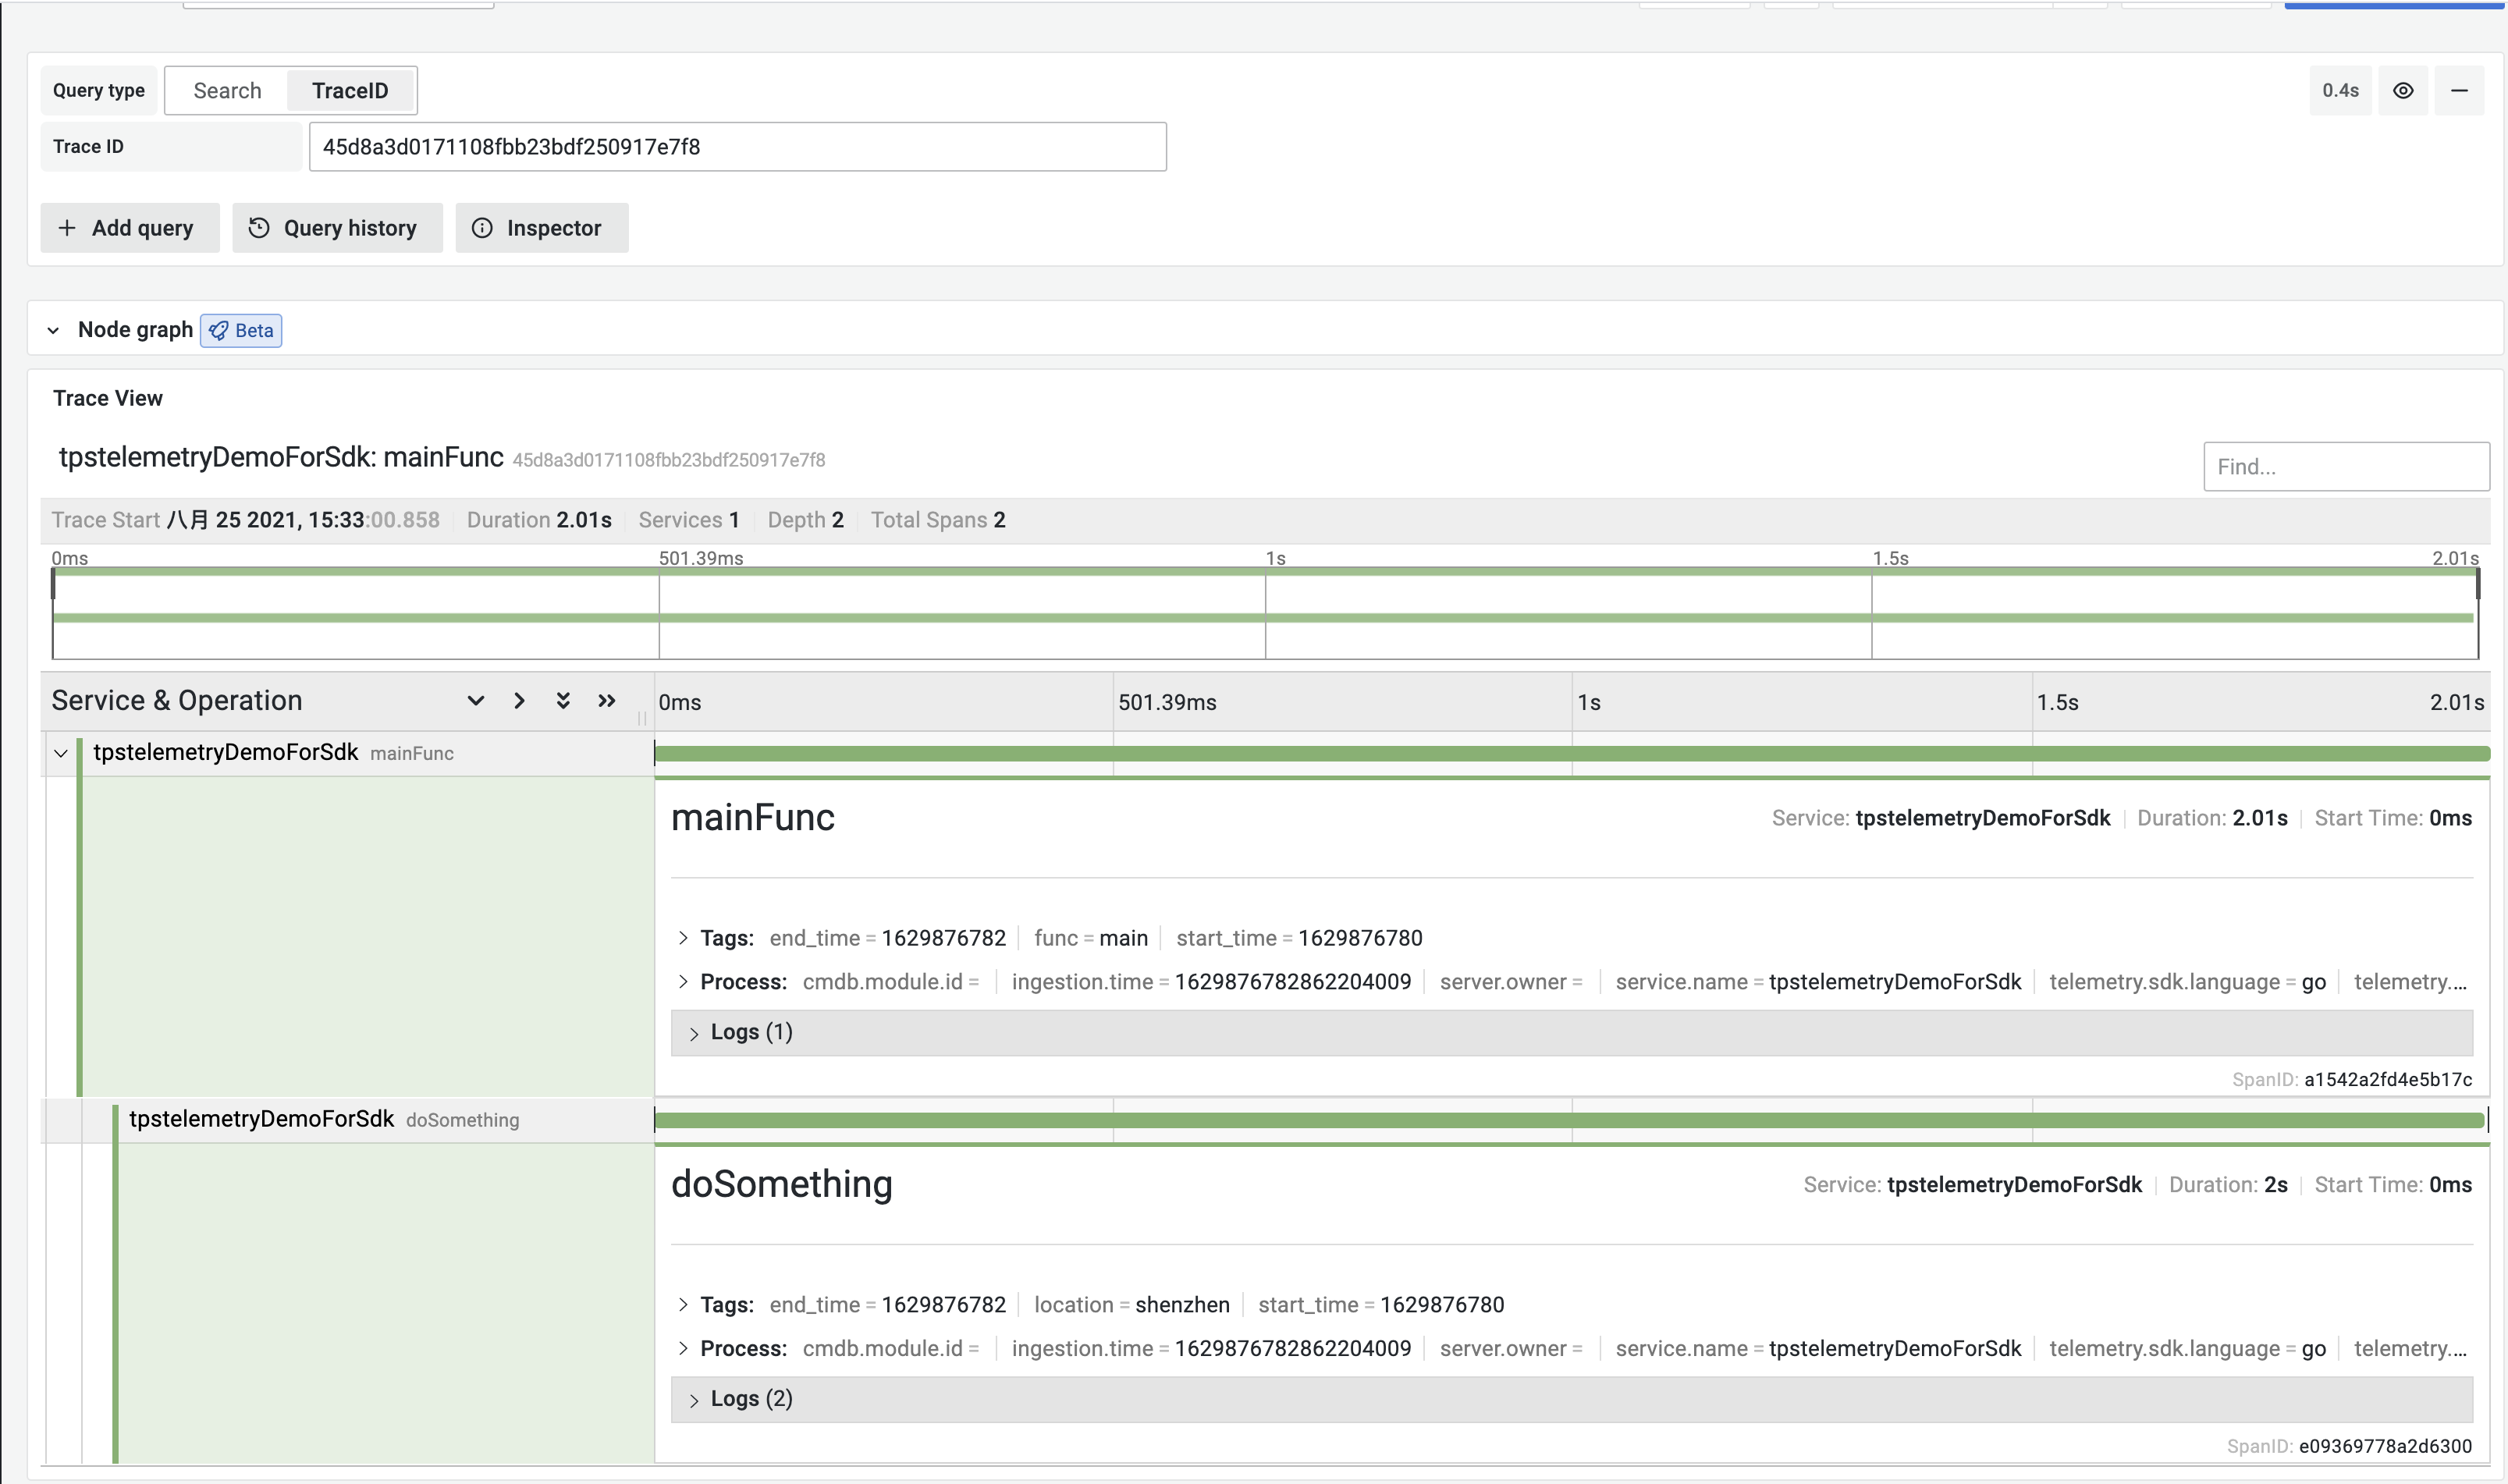 Query type Search TraceID 0.4s
Trace ID 45d8a3d0171108fbb23bdf250917e7f8
Add query Query history Inspector
Node graph Beta
Trace View
tpstelemetryDemoForSdk: mainFunc 45d8a3d0171108fbb23bdf250917e7f8 Find...
Trace Start 八月 25 2021, 15:33:00.858 Duration 2.01s Services 1 Depth 2 Total Spans 2
0ms 501.39ms 1s 1.5s 2.01s
Service & Operation 0ms 501.39ms 1s 1.5s 2.01s
tpstelemetryDemoForSdk mainFunc
mainFunc Service: tpstelemetryDemoForSdk Duration: 2.01s Start Time: 0ms
Tags: end_time = 1629876782 func = main start_time = 1629876780
Process: cmdb.module.id = ingestion.time = 1629876782862204009 server.owner = service.name = tpstelemetryDemoForSdk telemetry.sdk.language = go telemetry....
Logs (1)
SpanID: a1542a2fd4e5b17c
tpstelemetryDemoForSdk doSomething
doSomething Service: tpstelemetryDemoForSdk Duration: 2s Start Time: 0ms
Tags: end_time = 1629876782 location = shenzhen start_time = 1629876780
Process: cmdb.module.id = ingestion.time = 1629876782862204009 server.owner = service.name = tpstelemetryDemoForSdk telemetry.sdk.language = go telemetry....
Logs (2)
SpanID: e09369778a2d6300